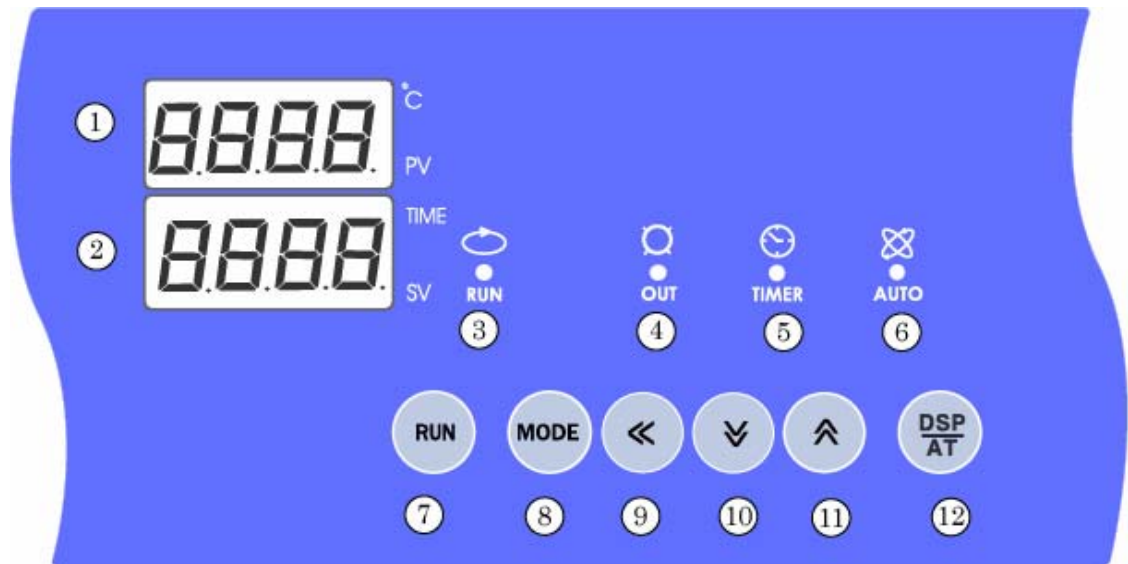 °C
① 8.8.8.8.
PV
TIME
② 8.8.8.8.
SV
RUN OUT TIMER AUTO
③ ④ ⑤ ⑥
RUN MODE « DSP/AT
⑦ ⑧ ⑨ ⑩ ⑪ ⑫